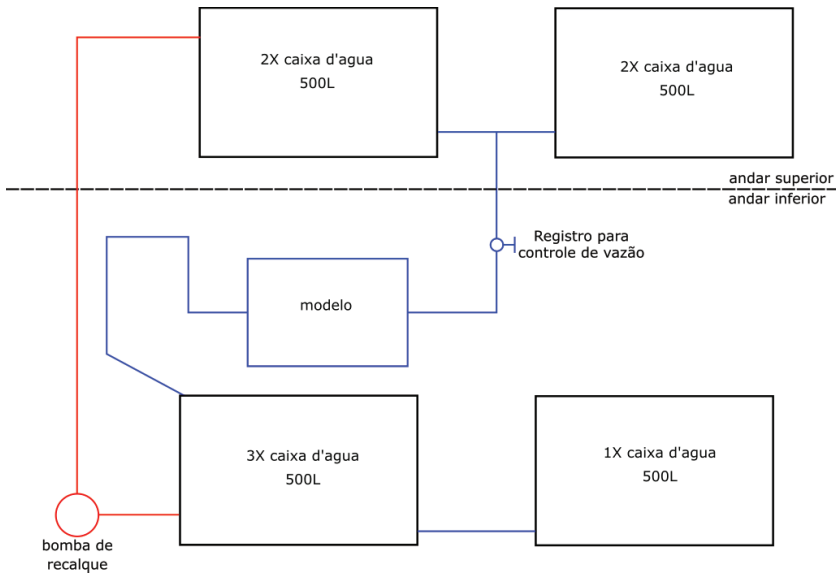 2X caixa d'agua
500L
2X caixa d'agua
500L
andar superior
andar inferior
Registro para
controle de vazão
modelo
3X caixa d'agua
500L
1X caixa d'agua
500L
bomba de
recalque